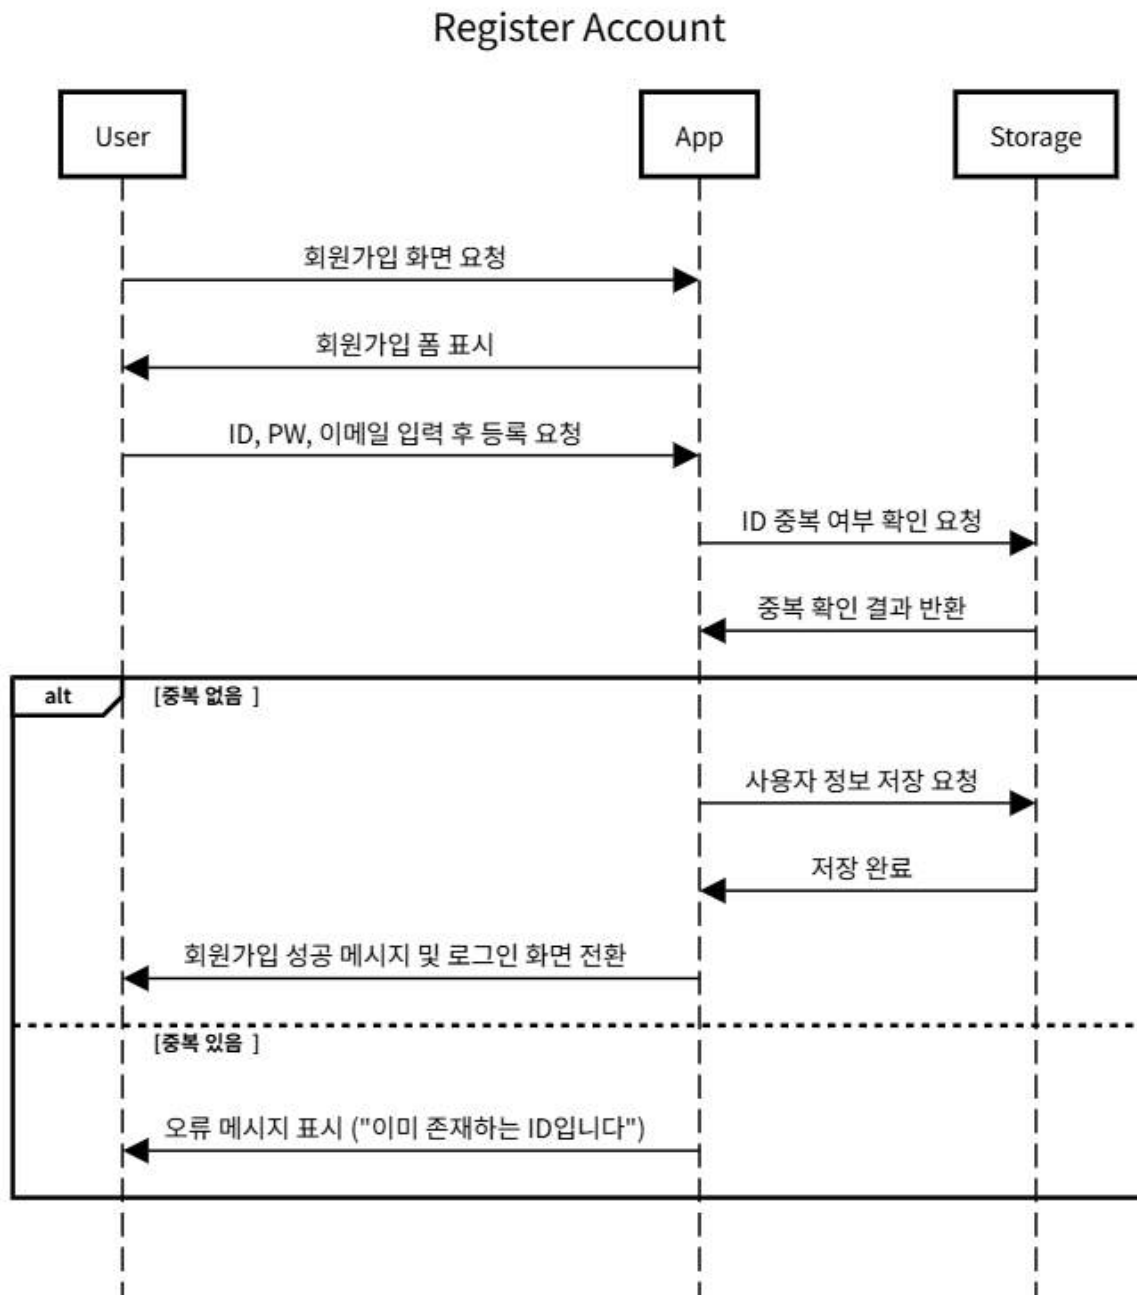 Register Account
User
App
Storage
회원가입 화면 요청
회원가입 폼 표시
ID, PW, 이메일 입력 후 등록 요청
ID 중복 여부 확인 요청
중복 확인 결과 반환
alt
[중복 없음 ]
사용자 정보 저장 요청
저장 완료
회원가입 성공 메시지 및 로그인 화면 전환
[중복 있음 ]
오류 메시지 표시 ("이미 존재하는 ID입니다")